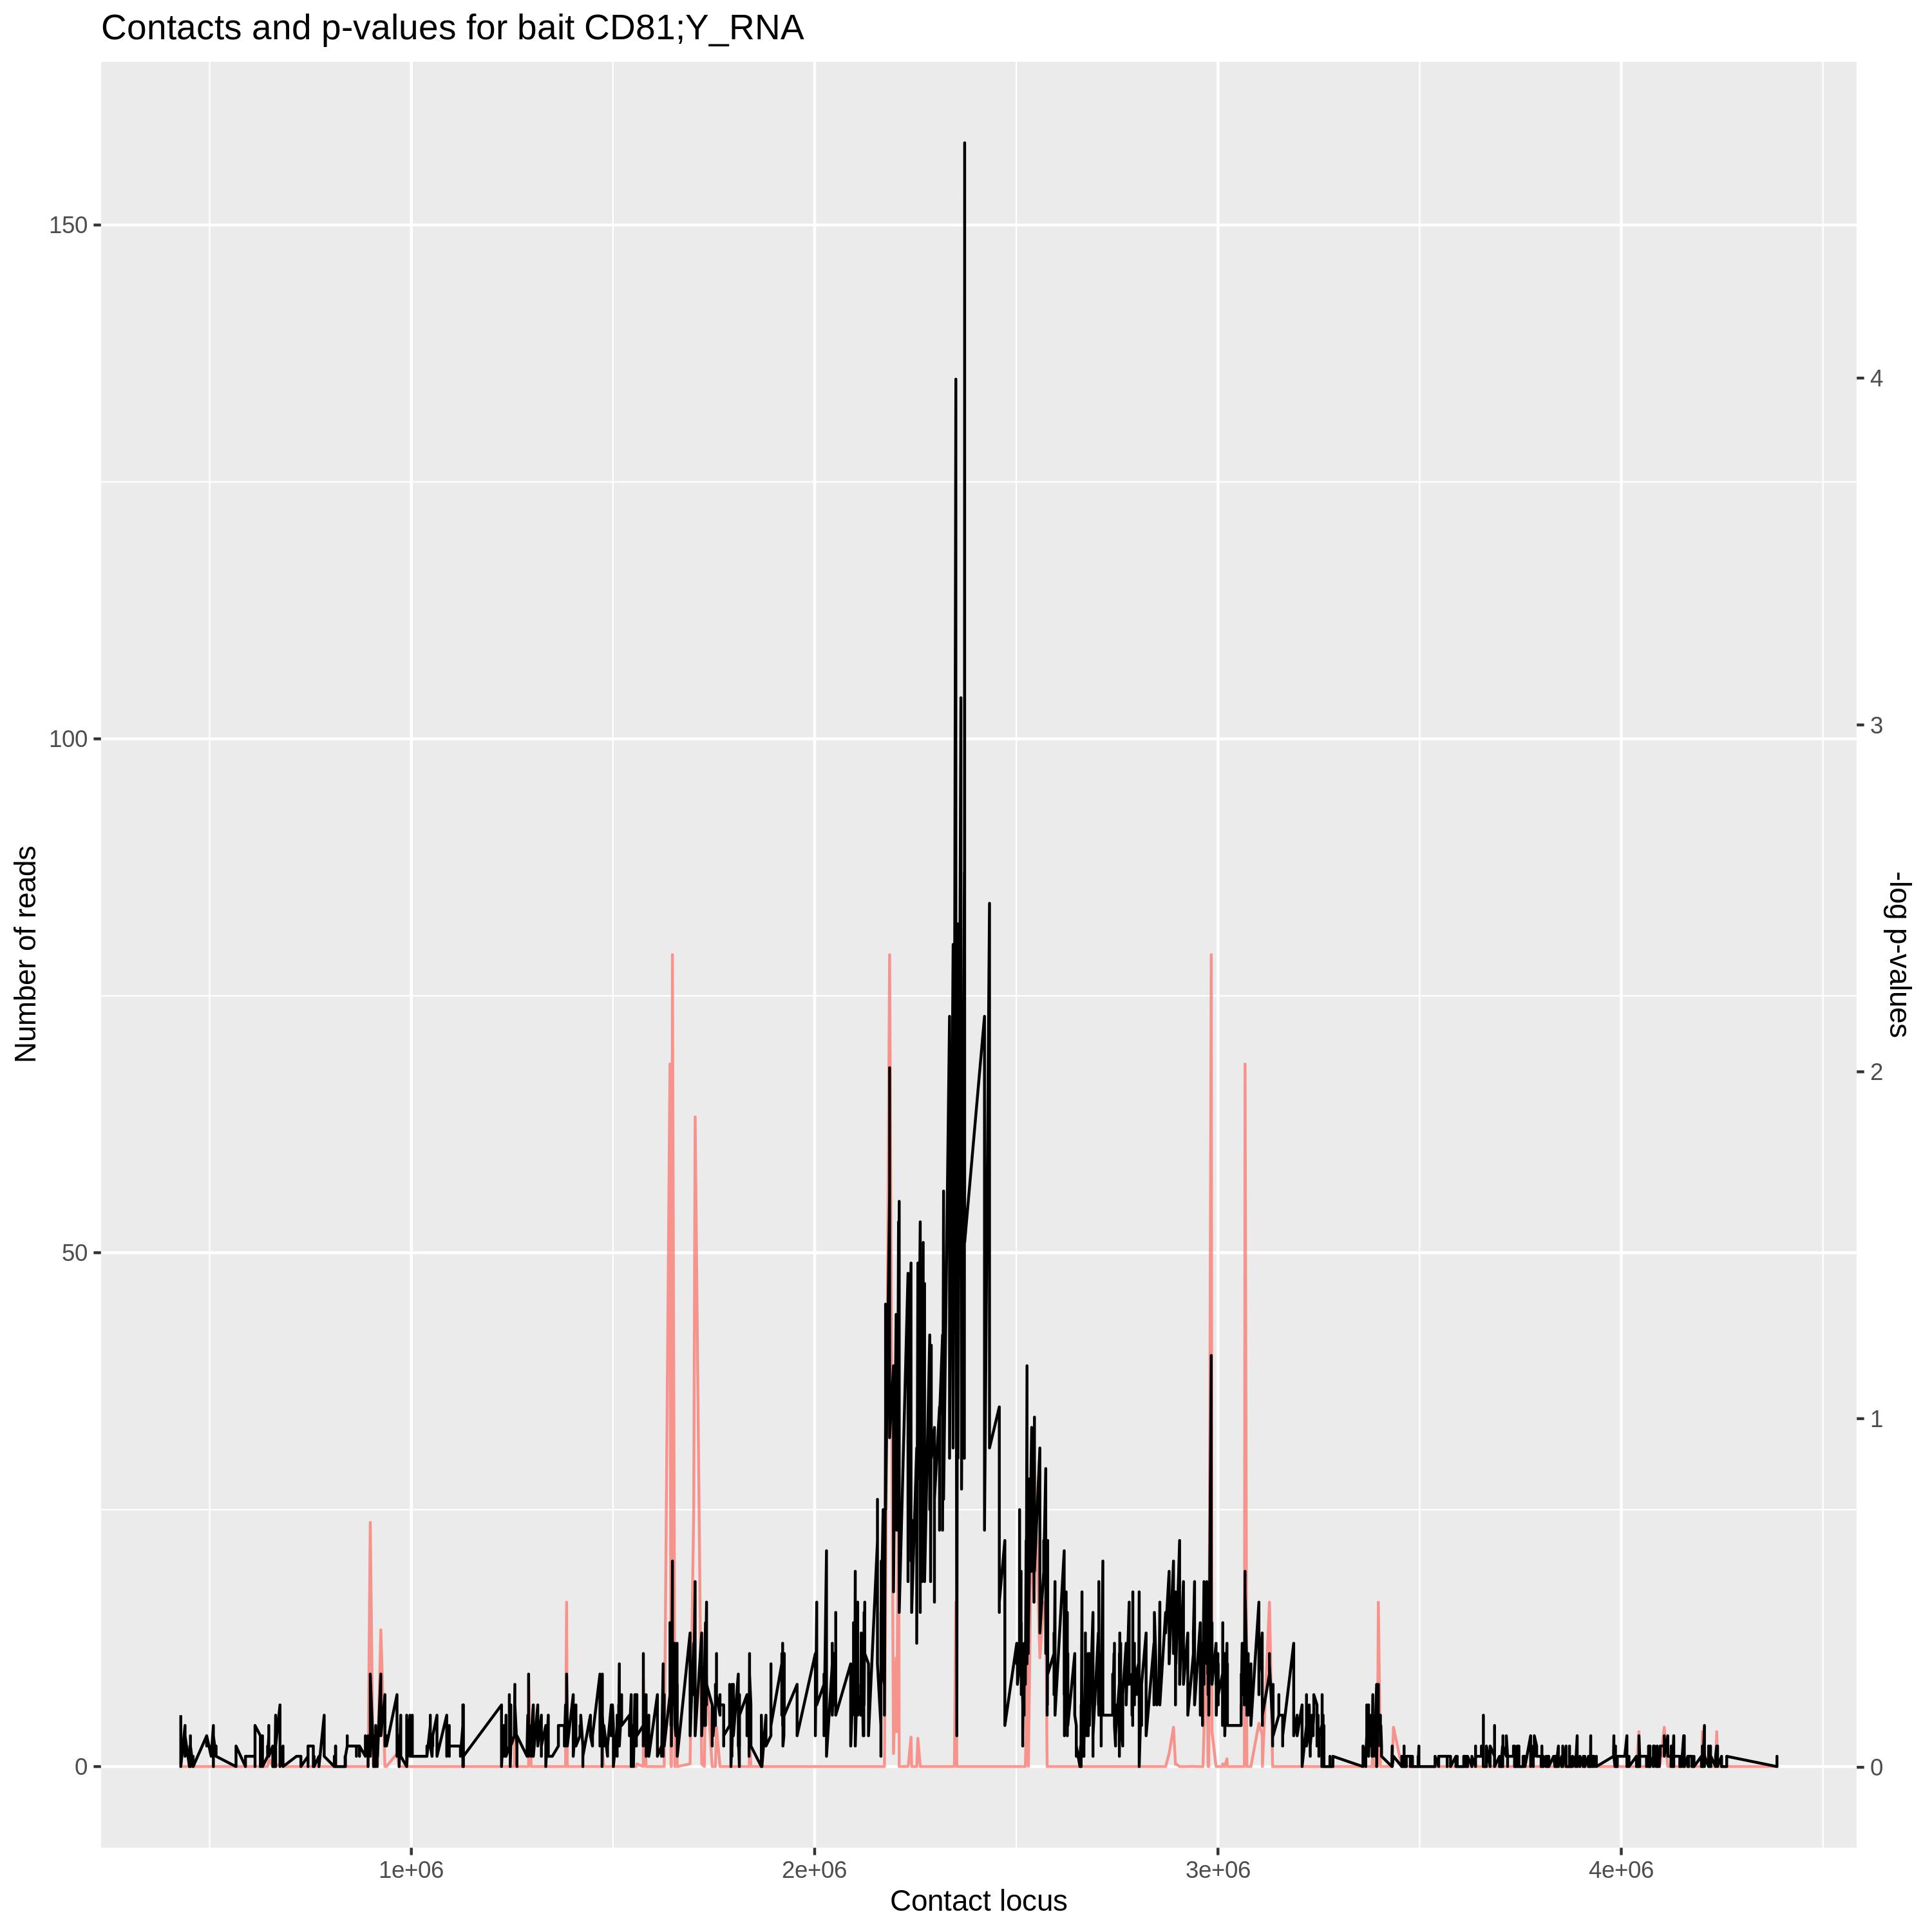 Contacts and p-values for bait CD81;Y_RNA
150
100
50
0
Number of reads
4
3
2
1
0
-log p-values
1e+06
2e+06
3e+06
4e+06
Contact locus